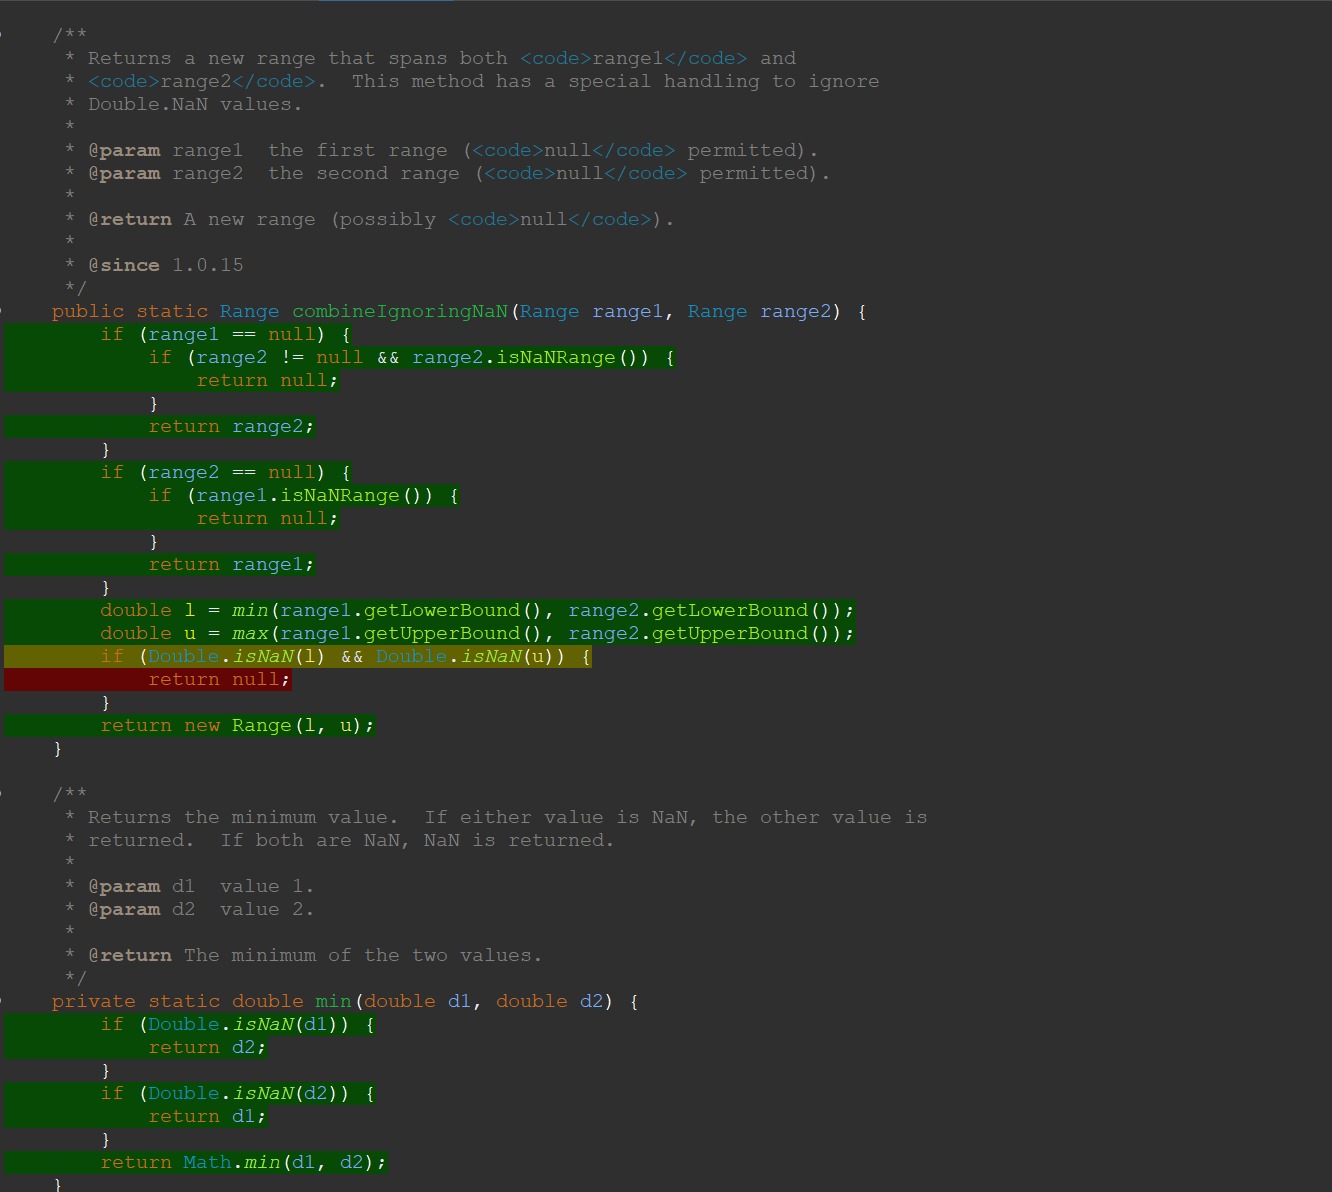 /**
 * Returns a new range that spans both <code>range1</code> and
 * <code>range2</code>.  This method has a special handling to ignore
 * Double.NaN values.
 *
 * @param range1  the first range (<code>null</code> permitted).
 * @param range2  the second range (<code>null</code> permitted).
 *
 * @return A new range (possibly <code>null</code>).
 *
 * @since 1.0.15
 */
public static Range combineIgnoringNaN(Range range1, Range range2) {
    if (range1 == null) {
        if (range2 != null && range2.isNaNRange()) {
            return null;
        }
        return range2;
    }
    if (range2 == null) {
        if (range1.isNaNRange()) {
            return null;
        }
        return range1;
    }
    double l = min(range1.getLowerBound(), range2.getLowerBound());
    double u = max(range1.getUpperBound(), range2.getUpperBound());
    if (Double.isNaN(l) && Double.isNaN(u)) {
        return null;
    }
    return new Range(l, u);
}

/**
 * Returns the minimum value.  If either value is NaN, the other value is
 * returned.  If both are NaN, NaN is returned.
 *
 * @param d1  value 1.
 * @param d2  value 2.
 *
 * @return The minimum of the two values.
 */
private static double min(double d1, double d2) {
    if (Double.isNaN(d1)) {
        return d2;
    }
    if (Double.isNaN(d2)) {
        return d1;
    }
    return Math.min(d1, d2);
}